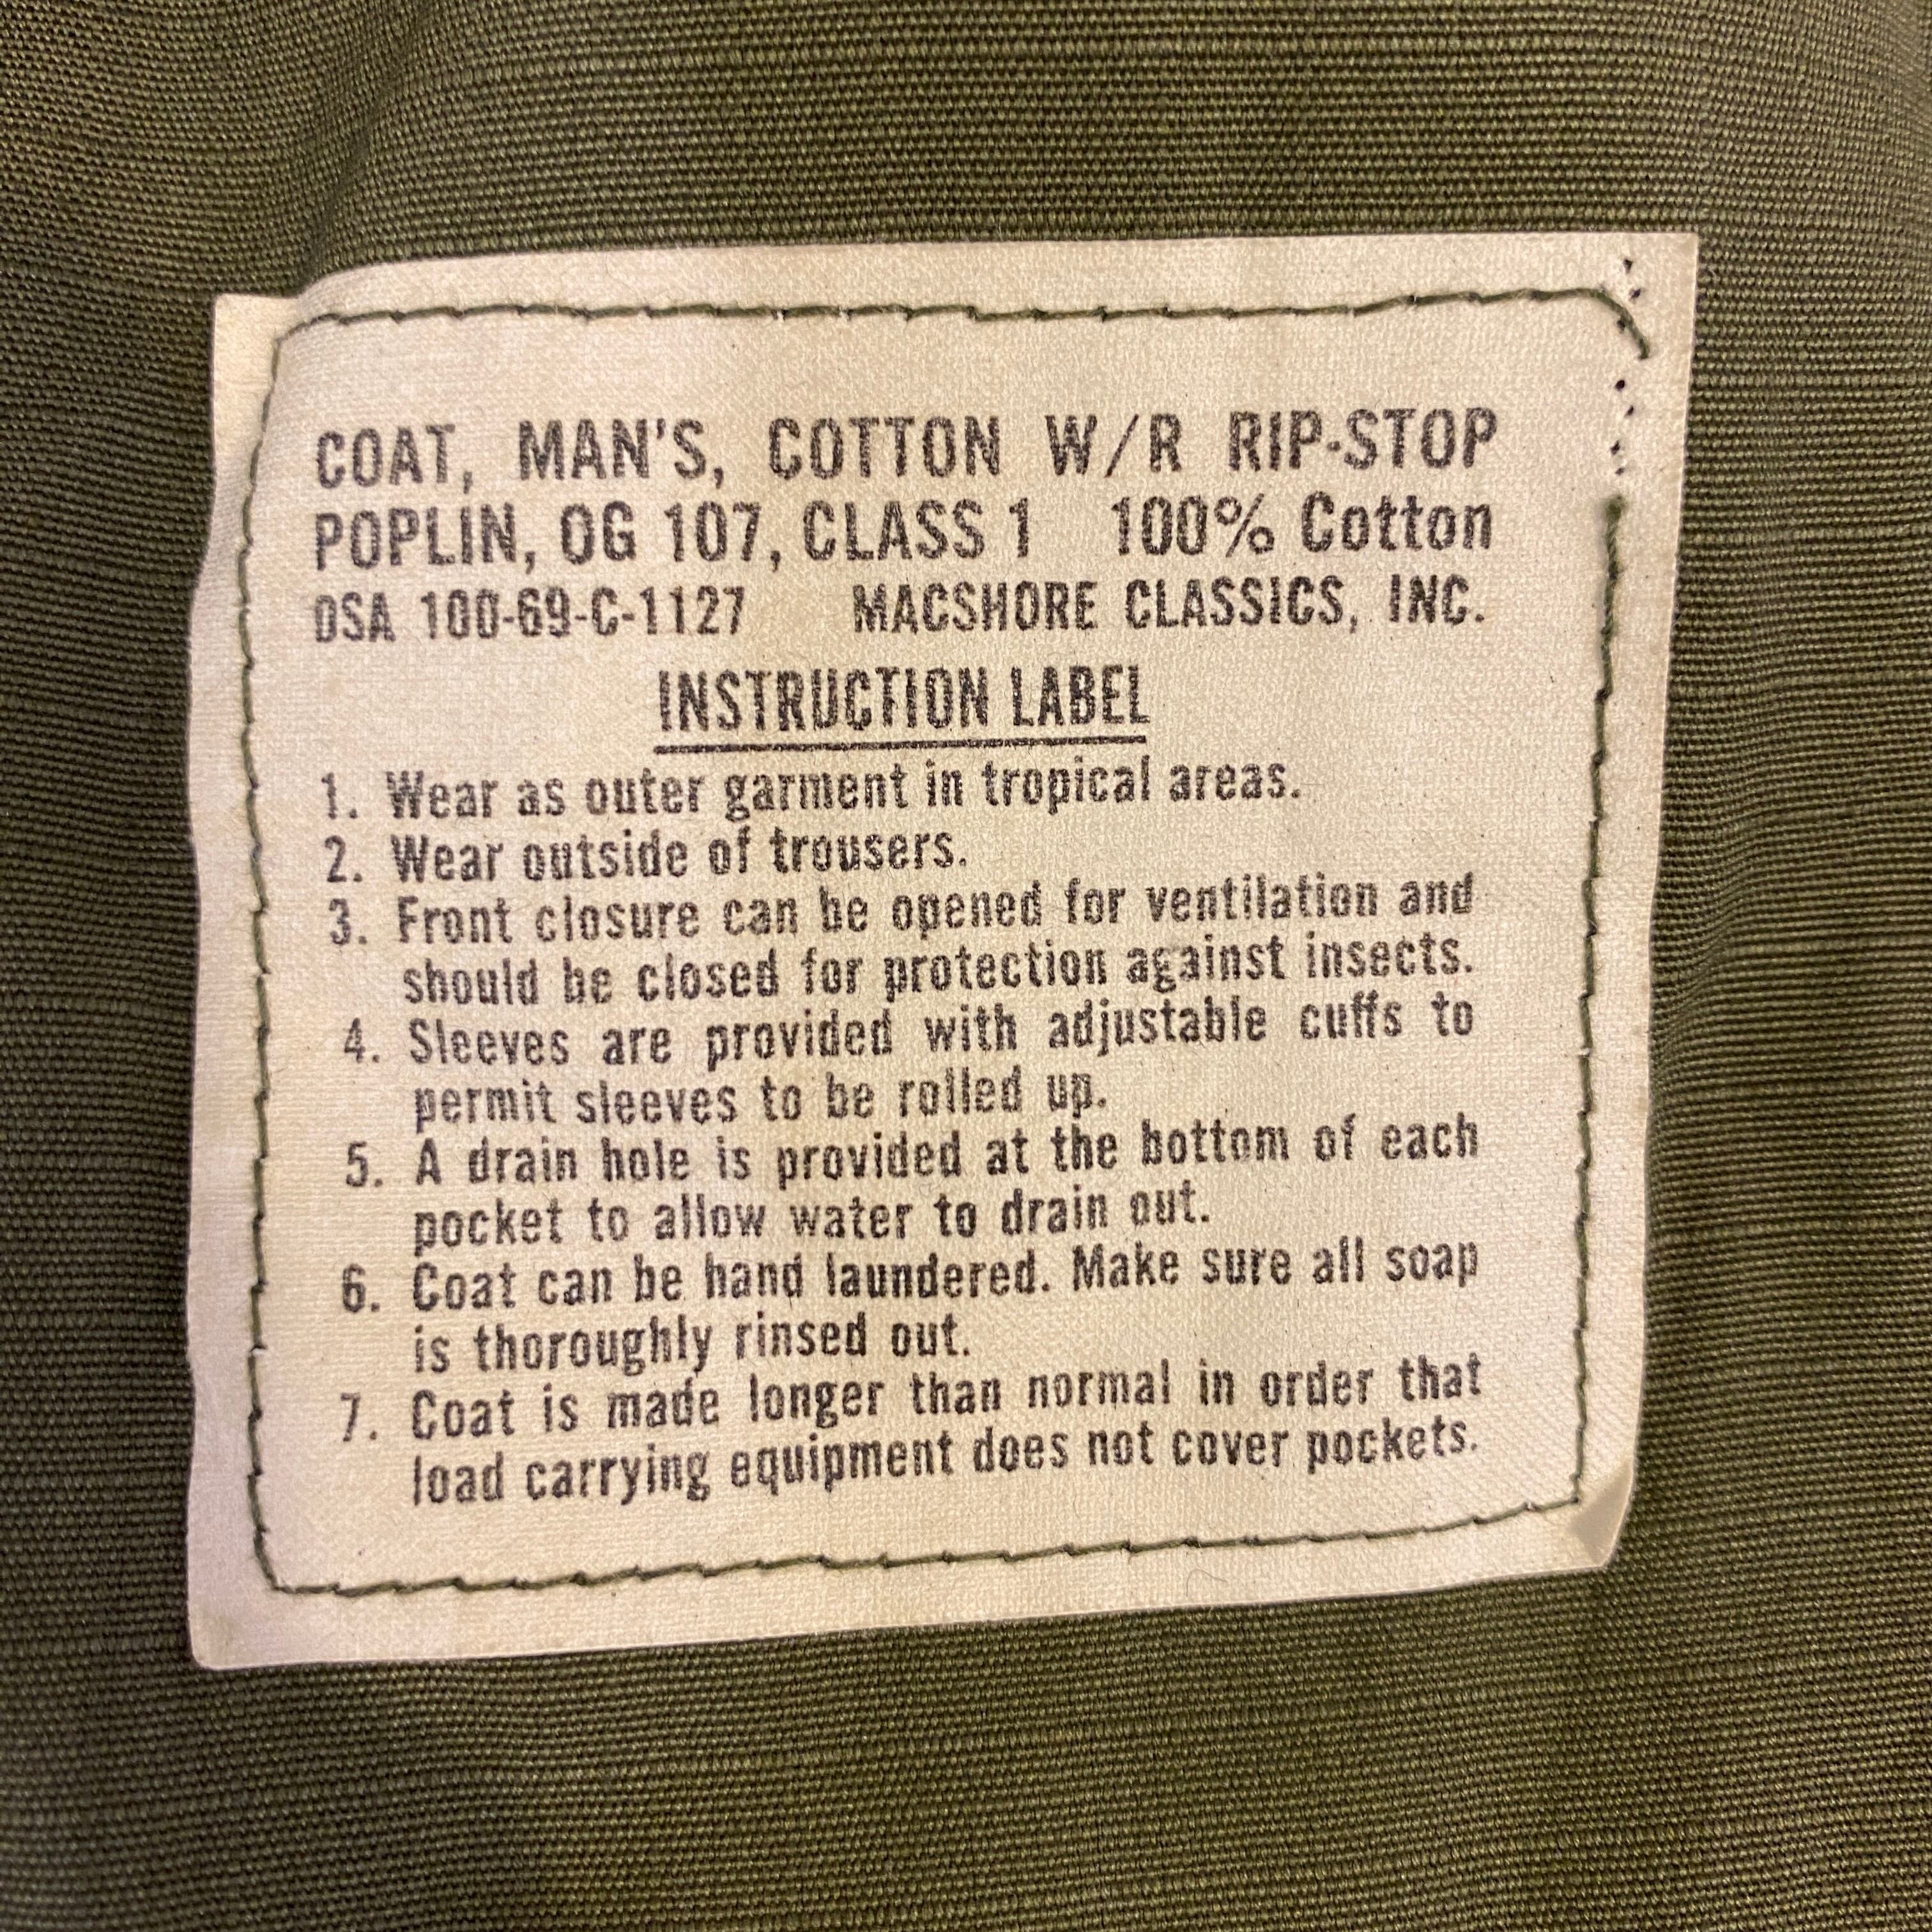 COAT, MAN'S, COTTON W/R RIP-STOP
POPLIN, OG 107, CLASS 1 100% Cotton
DSA 100-69-C-1127 MACSHORE CLASSICS, INC.
INSTRUCTION LABEL
1. Wear as outer garment in tropical areas.
2. Wear outside of trousers.
3. Front closure can be opened for ventilation and
should be closed for protection against insects.
4. Sleeves are provided with adjustable cuffs to
permit sleeves to be rolled up.
5. A drain hole is provided at the bottom of each
pocket to allow water to drain out.
6. Coat can be hand laundered. Make sure all soap
is thoroughly rinsed out.
7. Coat is made longer than normal in order that
load carrying equipment does not cover pockets.